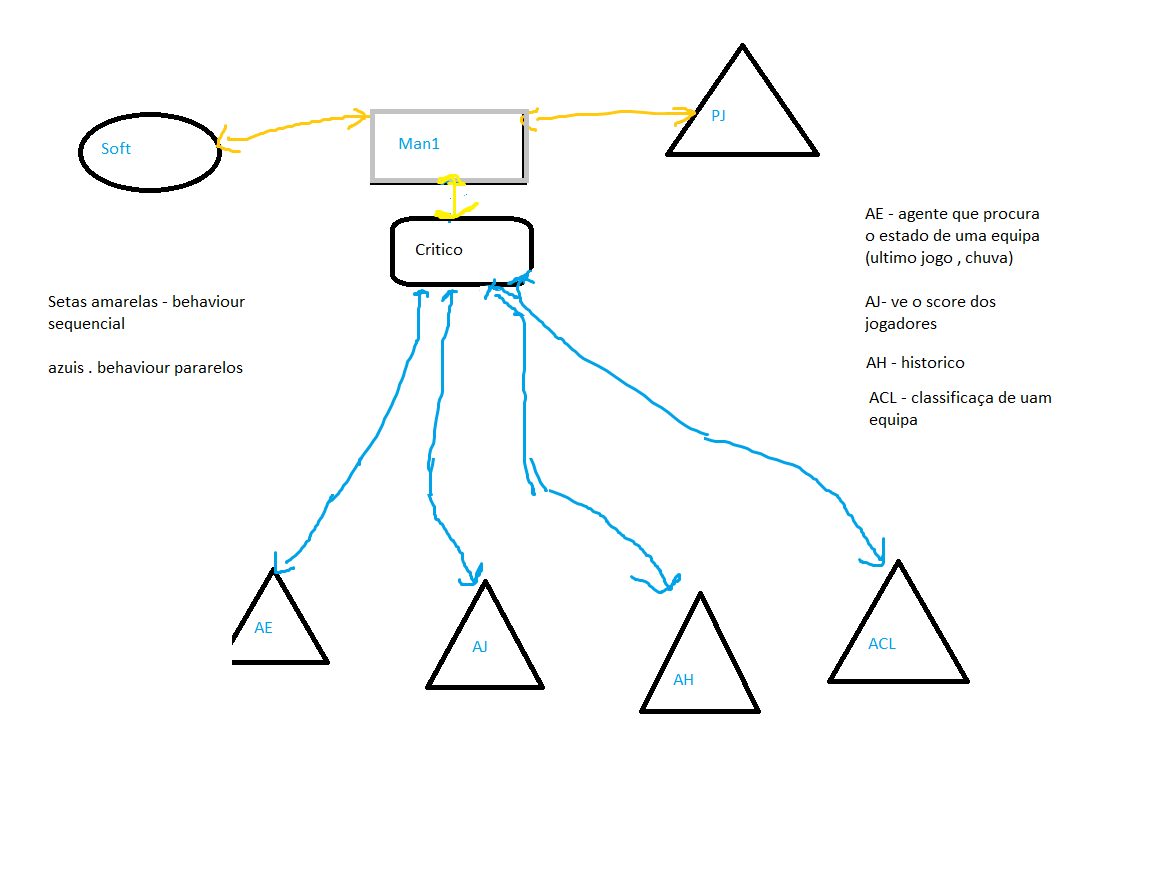 PJ
Soft
Man1
AE - agente que procura
o estado de uma equipa
(ultimo jogo , chuva)
Critico
Setas amarelas - behaviour
sequencial
AJ- ve o score dos
jogadores
azuis . behaviour pararelos
AH - historico
ACL - classificaça de uam
equipa
AE
AJ
AH
ACL